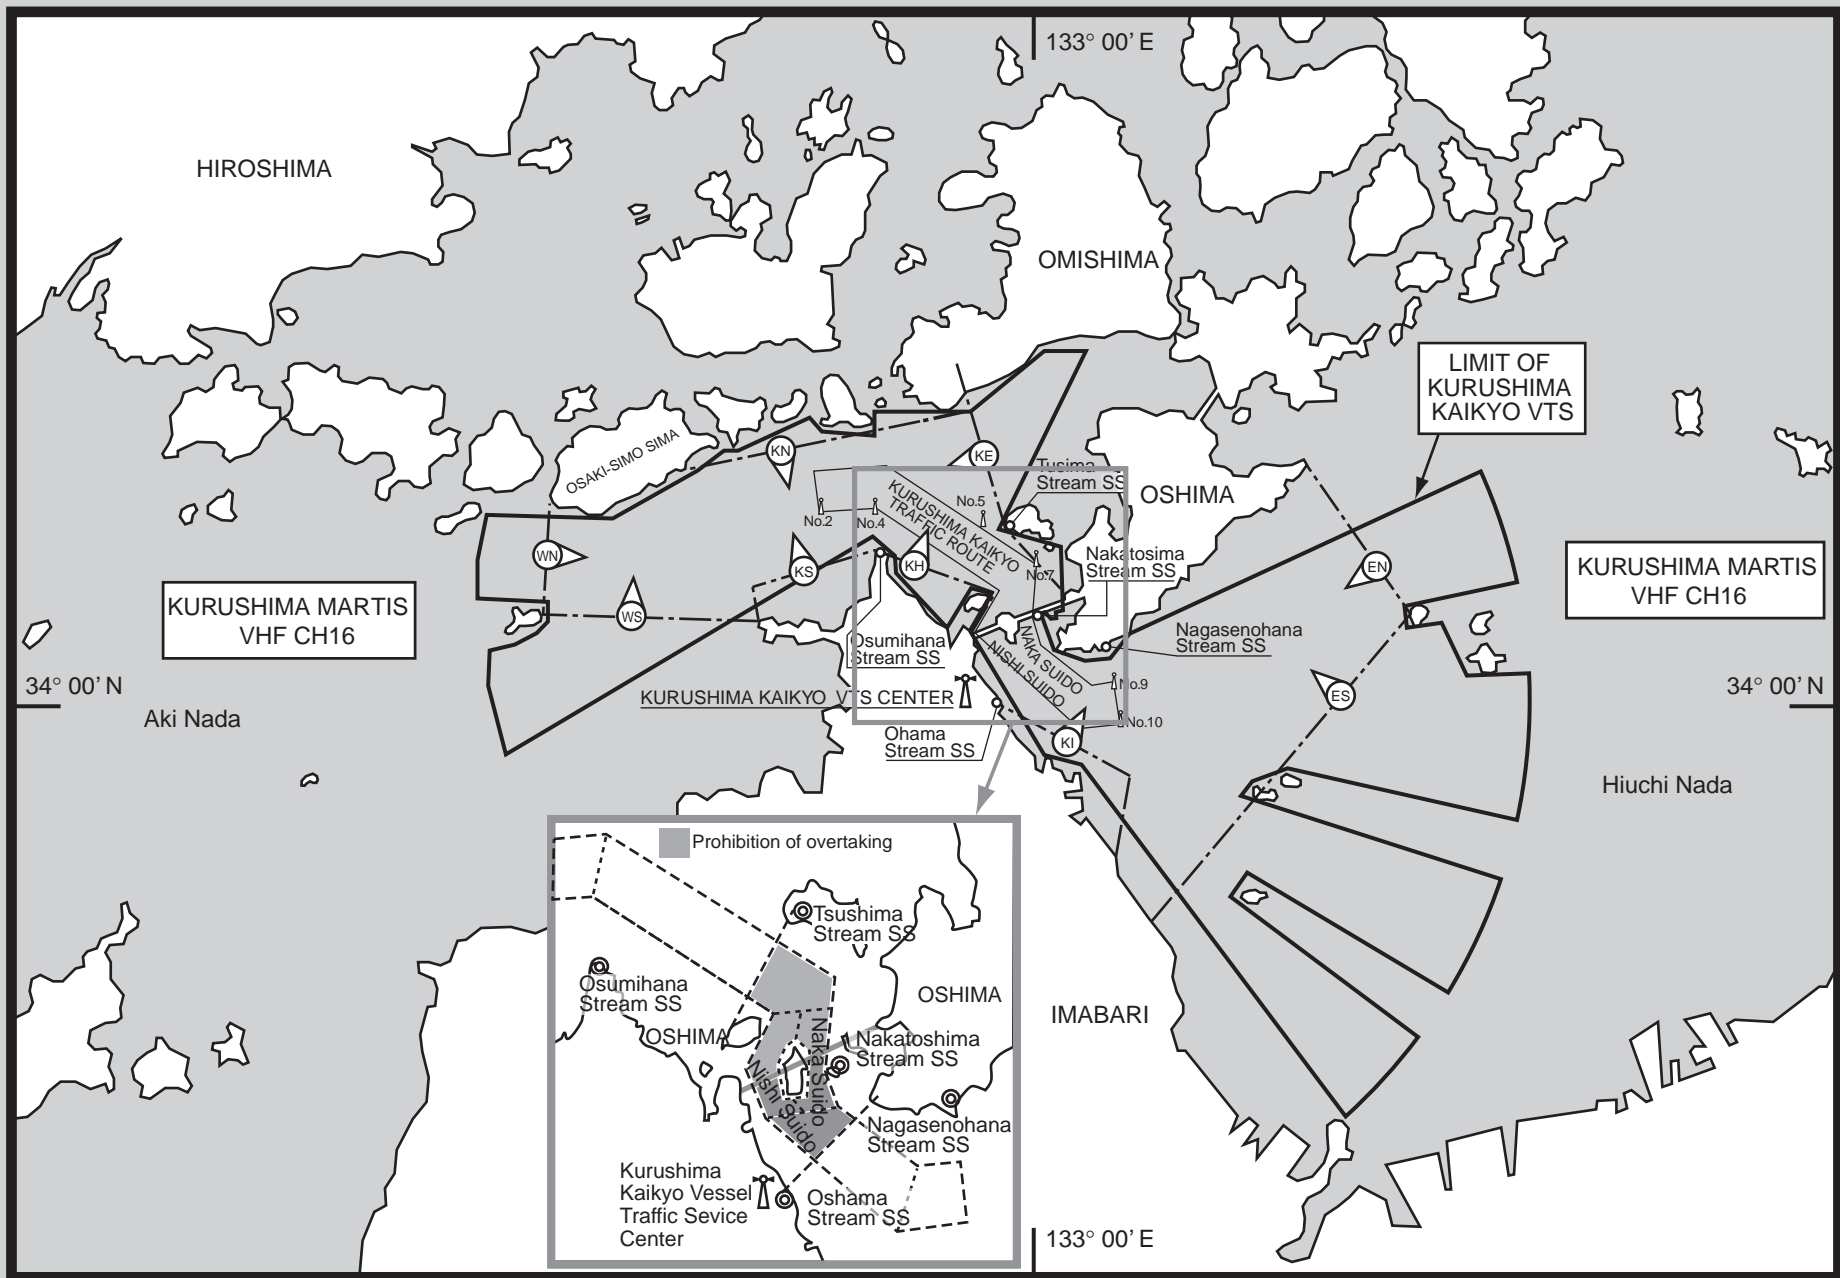 133° 00' E
HIROSHIMA
OMISHIMA
LIMIT OF
KURUSHIMA
KAIKYO VTS
OSAKI-SIMO SIMA
KN
KE
Tusima
Stream SS
OSHIMA
No.2
No.4
No.5
KURUSHIMA KAIKYO
TRAFFIC ROUTE
WN
KS
KH
No.7
Nakatosima
Stream SS
EN
KURUSHIMA MARTIS
VHF CH16
KURUSHIMA MARTIS
VHF CH16
WS
Osumihana
Stream SS
NAKA SUIDO
NISHI SUIDO
Nagasenohana
Stream SS
34° 00' N
KURUSHIMA KAIKYO VTS CENTER
No.9
ES
34° 00' N
Aki Nada
No.10
Ohama
Stream SS
KI
Hiuchi Nada
Prohibition of overtaking
Tsushima
Stream SS
Osumihana
Stream SS
OSHIMA
OSHIMA
Naka Suido
Nakatoshima
Stream SS
Nishi Suido
Nagasenohana
Stream SS
Kurushima
Kaikyo Vessel
Traffic Sevice
Center
Oshama
Stream SS
IMABARI
133° 00' E